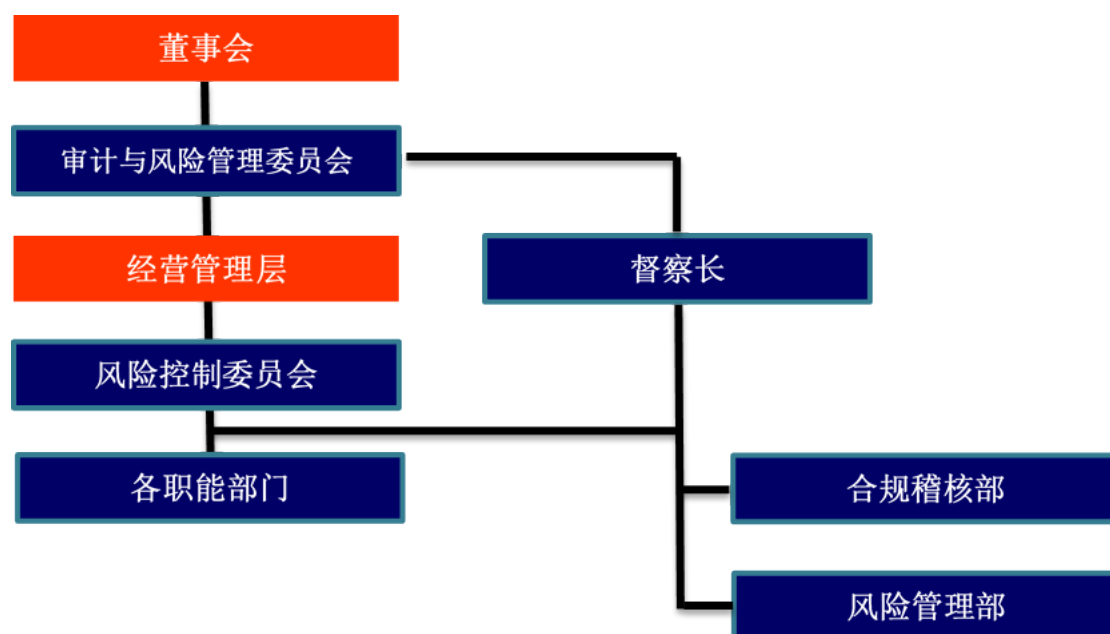 董事会
审计与风险管理委员会
经营管理层
督察长
风险控制委员会
各职能部门
合规稽核部
风险管理部